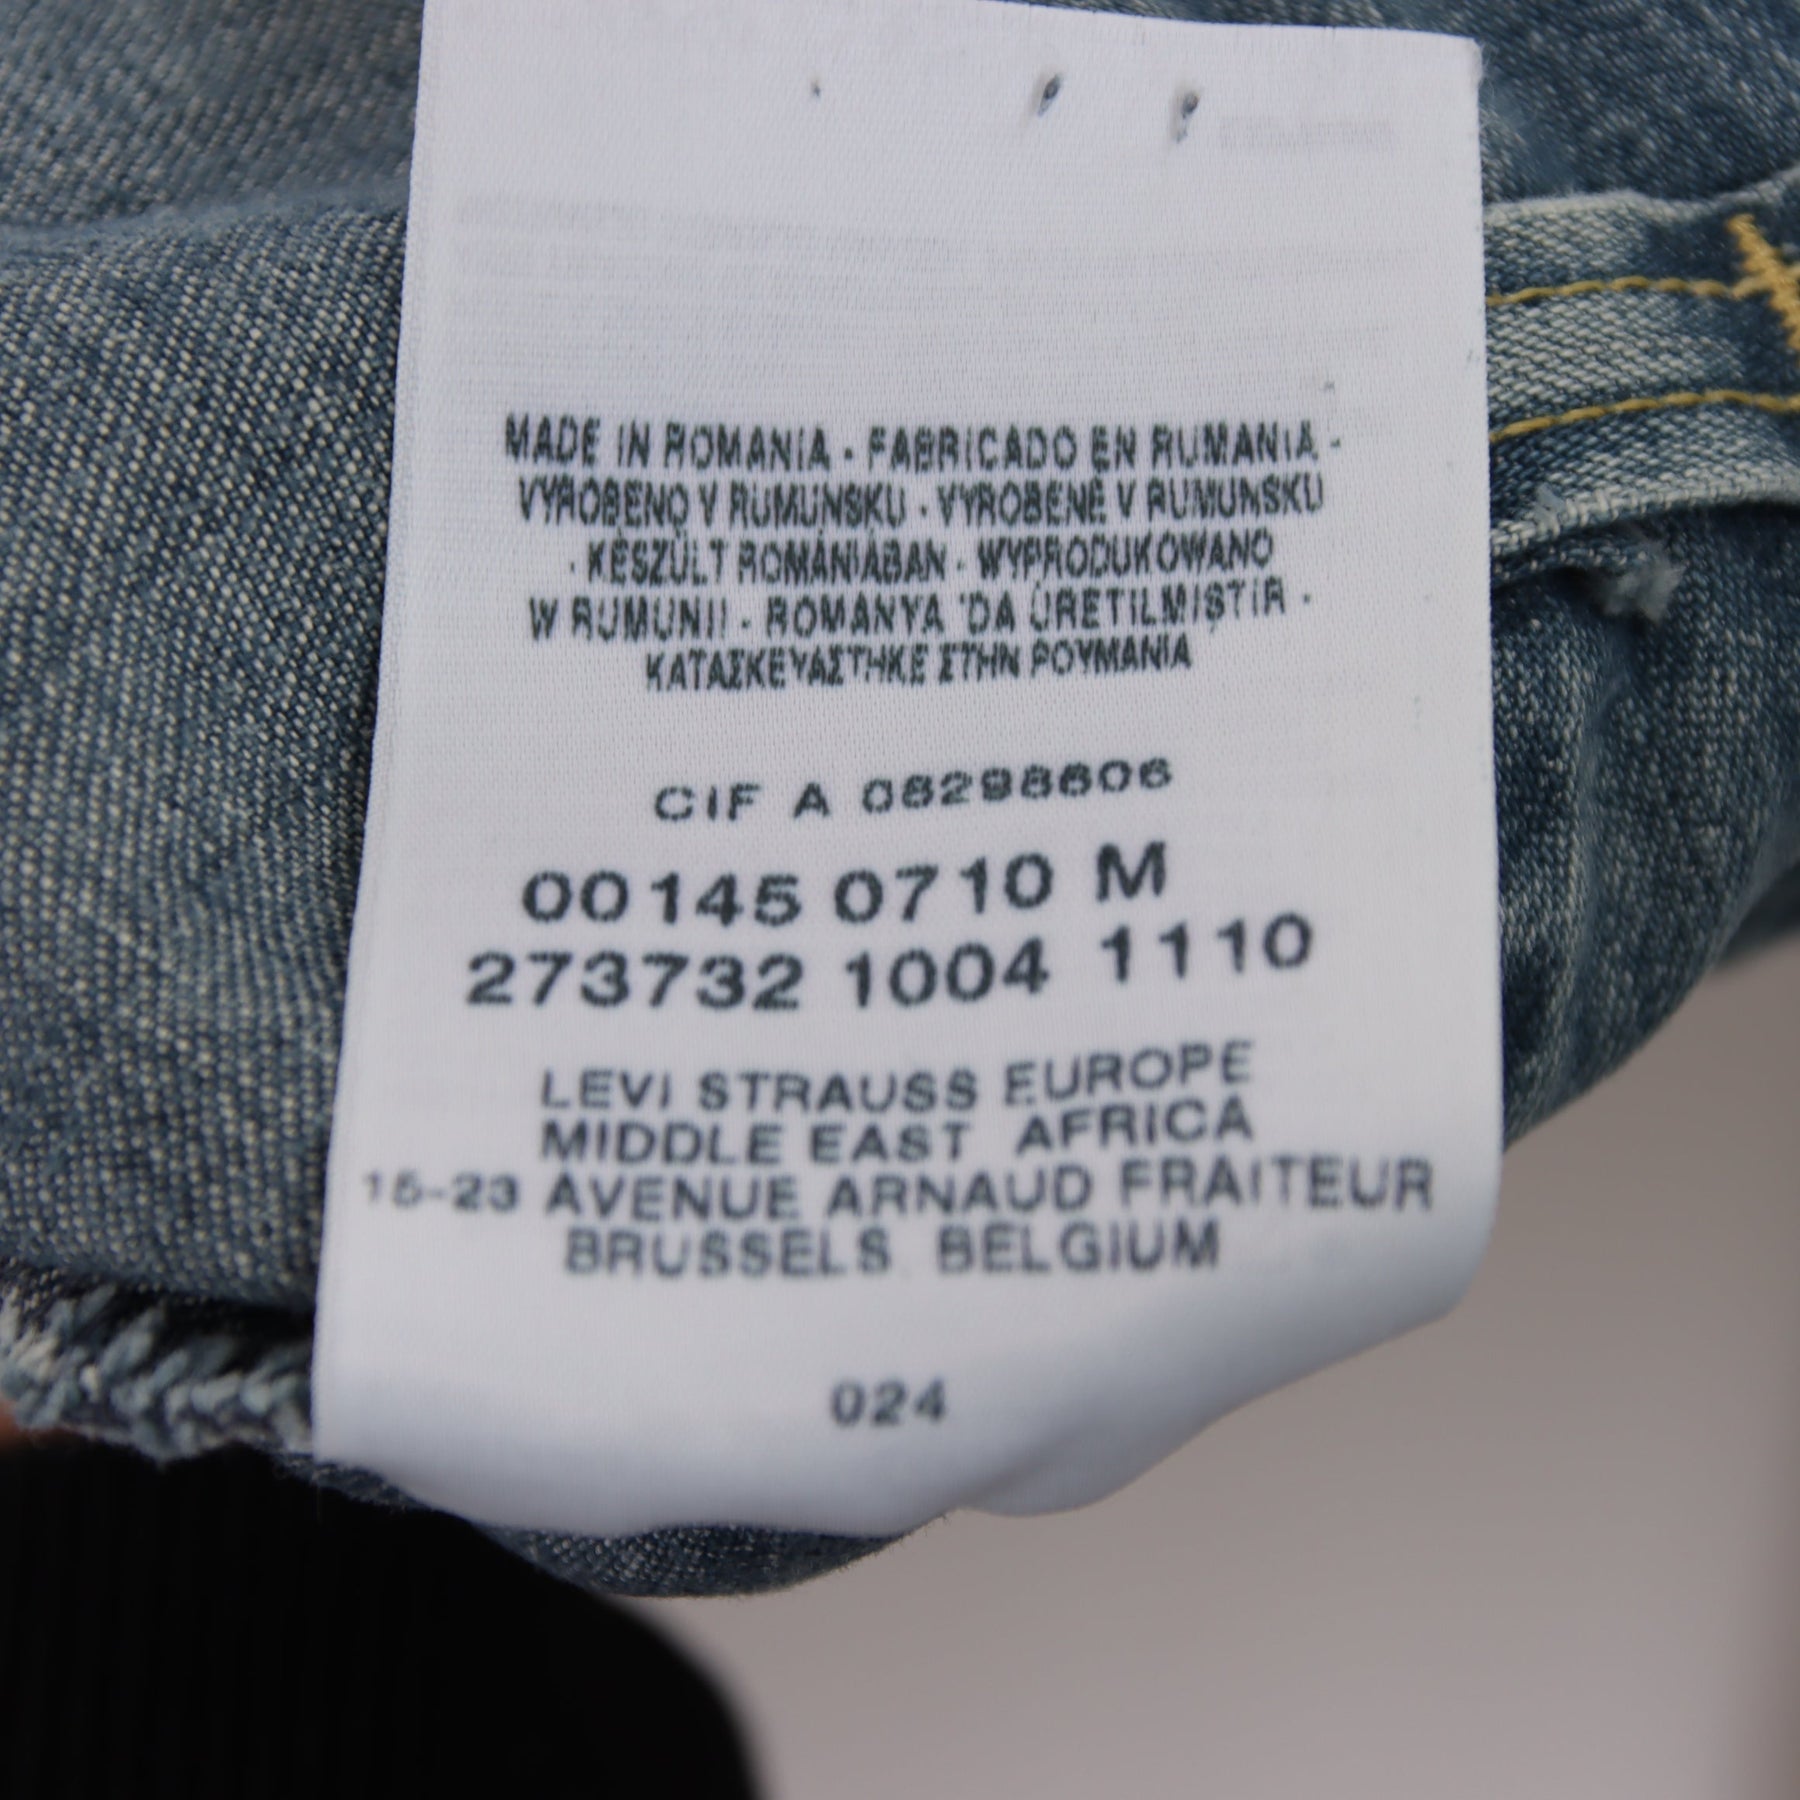 MADE IN ROMANIA - FABRICADO EN RUMANIA -
VYROBENO V RUMUNSKU - VYROBENÉ V RUMUNSKU
- KÉSZÜLT ROMÁNIÁBAN - WYPRODUKOWANO
W RUMUNII - ROMANYA 'DA ÜRETILMIŞTIR -
ΚΑΤΑΣΚΕΥΑΣΤΗΚΕ ΣΤΗΝ ΡΟΥΜΑΝΙΑ
CIF A 08298606
00145 0710 M
273732 1004 1110
LEVI STRAUSS EUROPE
MIDDLE EAST AFRICA
15-23 AVENUE ARNAUD FRAITEUR
BRUSSELS BELGIUM
024